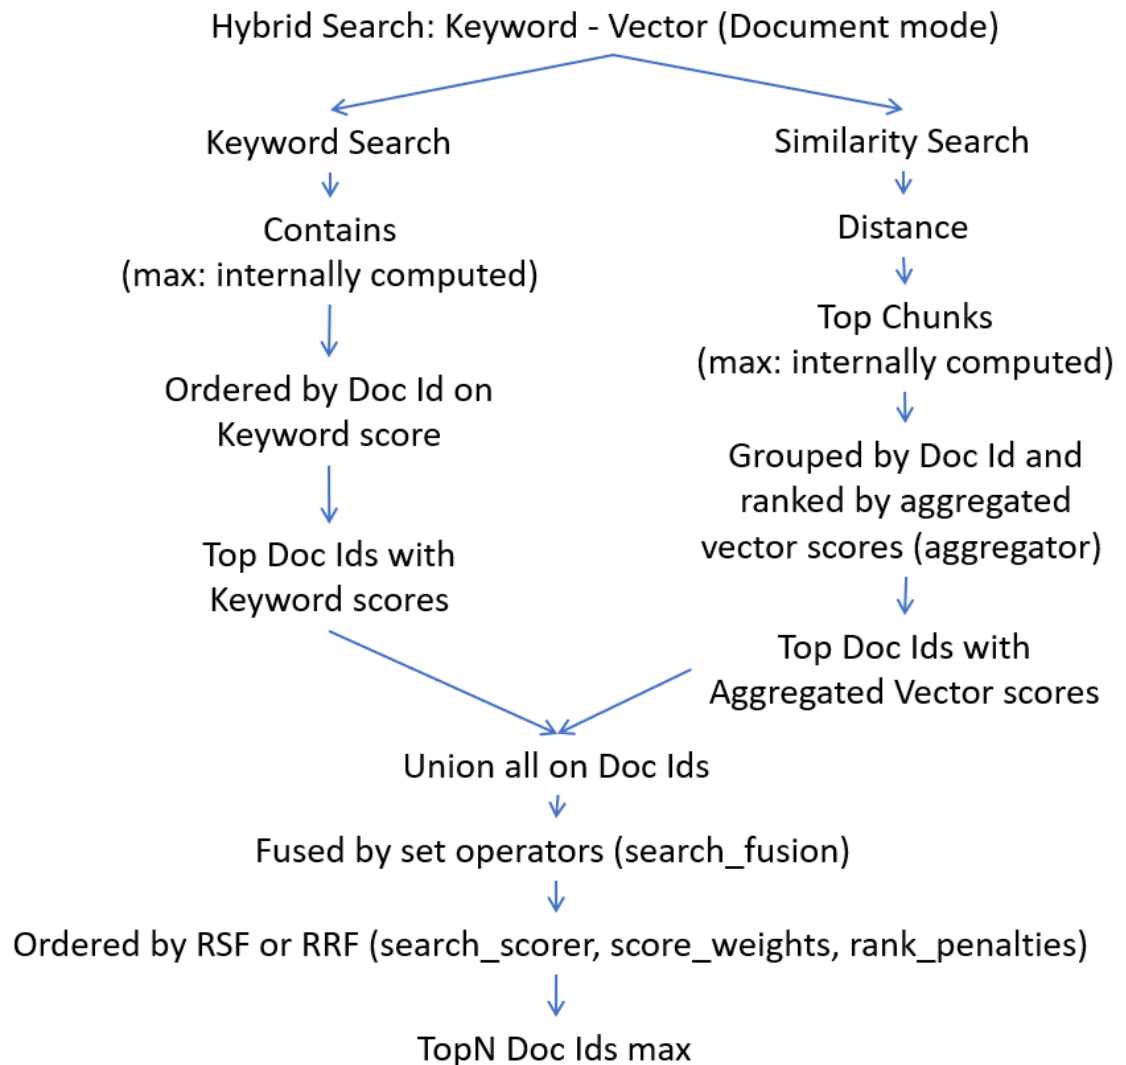 Hybrid Search: Keyword - Vector (Document mode)
Keyword Search
Contains
(max: internally computed)
Ordered by Doc Id on
Keyword score
Top Doc Ids with
Keyword scores
Similarity Search
Distance
Top Chunks
(max: internally computed)
Grouped by Doc Id and
ranked by aggregated
vector scores (aggregator)
Top Doc Ids with
Aggregated Vector scores
Union all on Doc Ids
Fused by set operators (search_fusion)
Ordered by RSF or RRF (search_scorer, score_weights, rank_penalties)
TopN Doc Ids max